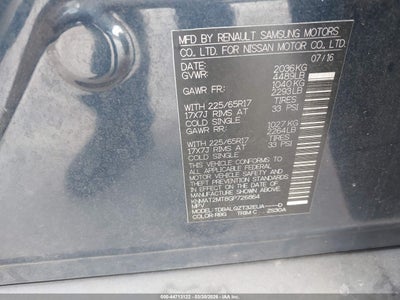 MFD BY RENAULT SAMSUNG MOTORS
CO., LTD. FOR NISSAN MOTOR CO., LTD.
07/16
GVWR: 2036KG
4489LB
GAWR FR: 1040KG
2293LB
WITH 225/65R17 TIRES
17X7J RIMS AT 33 PSI
COLD SINGLE
GAWR RR: 1027KG
2264LB
WITH 225/65R17 TIRES
17X7J RIMS AT 33 PSI
COLD SINGLE
THIS VEHICLE CONFORMS TO ALL
APPLICABLE FEDERAL MOTOR
VEHICLE SAFETY AND THEFT
PREVENTION STANDARDS IN
EFFECT ON THE DATE OF
MANUFACTURE SHOWN ABOVE.
KNMAT2MT8GP726864
MPV
MODEL: TDBALQZT32EUA-----D
COLOR: RBG TRIM: C 2530A